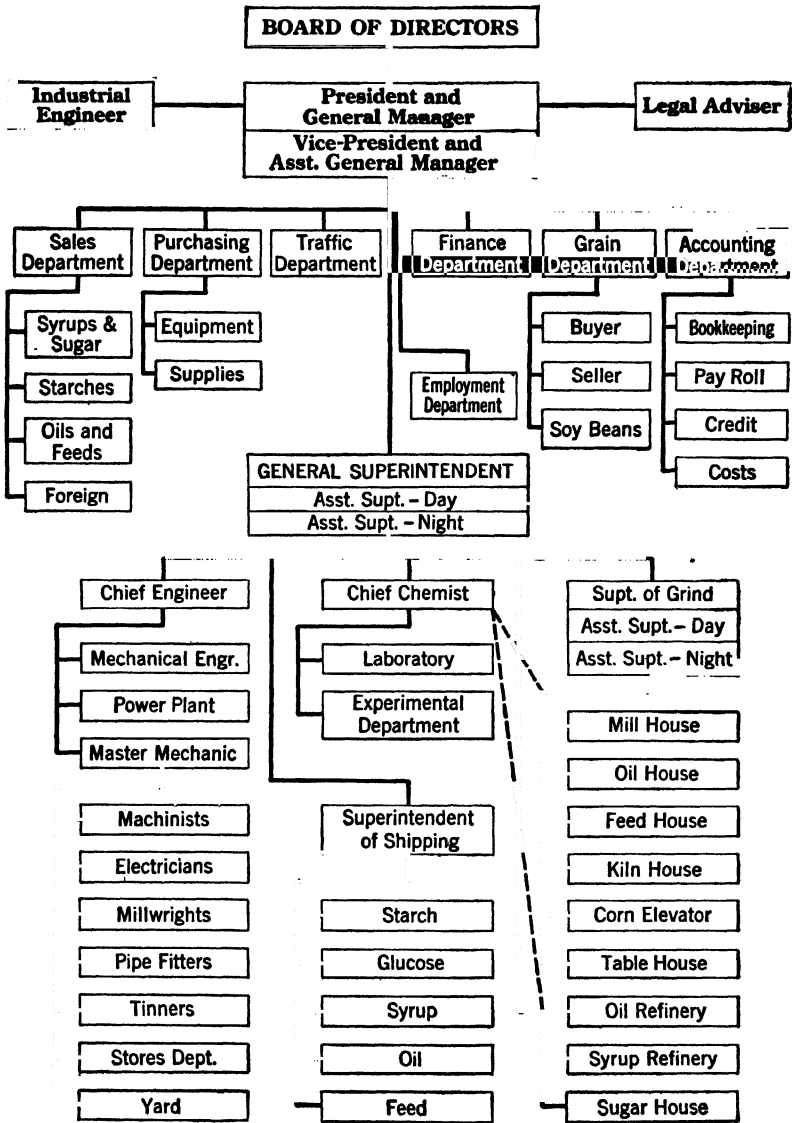 BOARD OF DIRECTORS
Industrial
Engineer
President and
General Manager
Legal Adviser
Vice-President and
Asst. General Manager
Sales
Department
Purchasing
Department
Traffic
Department
Finance
Department
Grain
Department
Accounting
Department
Syrups &
Sugar
Starches
Oils and
Feeds
Foreign
Equipment
Supplies
Employment
Department
Buyer
Seller
Soy Beans
Bookkeeping
Pay Roll
Credit
Costs
GENERAL SUPERINTENDENT
Asst. Supt. – Day
Asst. Supt. – Night
Chief Engineer
Mechanical Engr.
Power Plant
Master Mechanic
Machinists
Electricians
Millwrights
Pipe Fitters
Tinners
Stores Dept.
Yard
Chief Chemist
Laboratory
Experimental
Department
Superintendent
of Shipping
Starch
Glucose
Syrup
Oil
Feed
Supt. of Grind
Asst. Supt. – Day
Asst. Supt. – Night
Mill House
Oil House
Feed House
Kiln House
Corn Elevator
Table House
Oil Refinery
Syrup Refinery
Sugar House